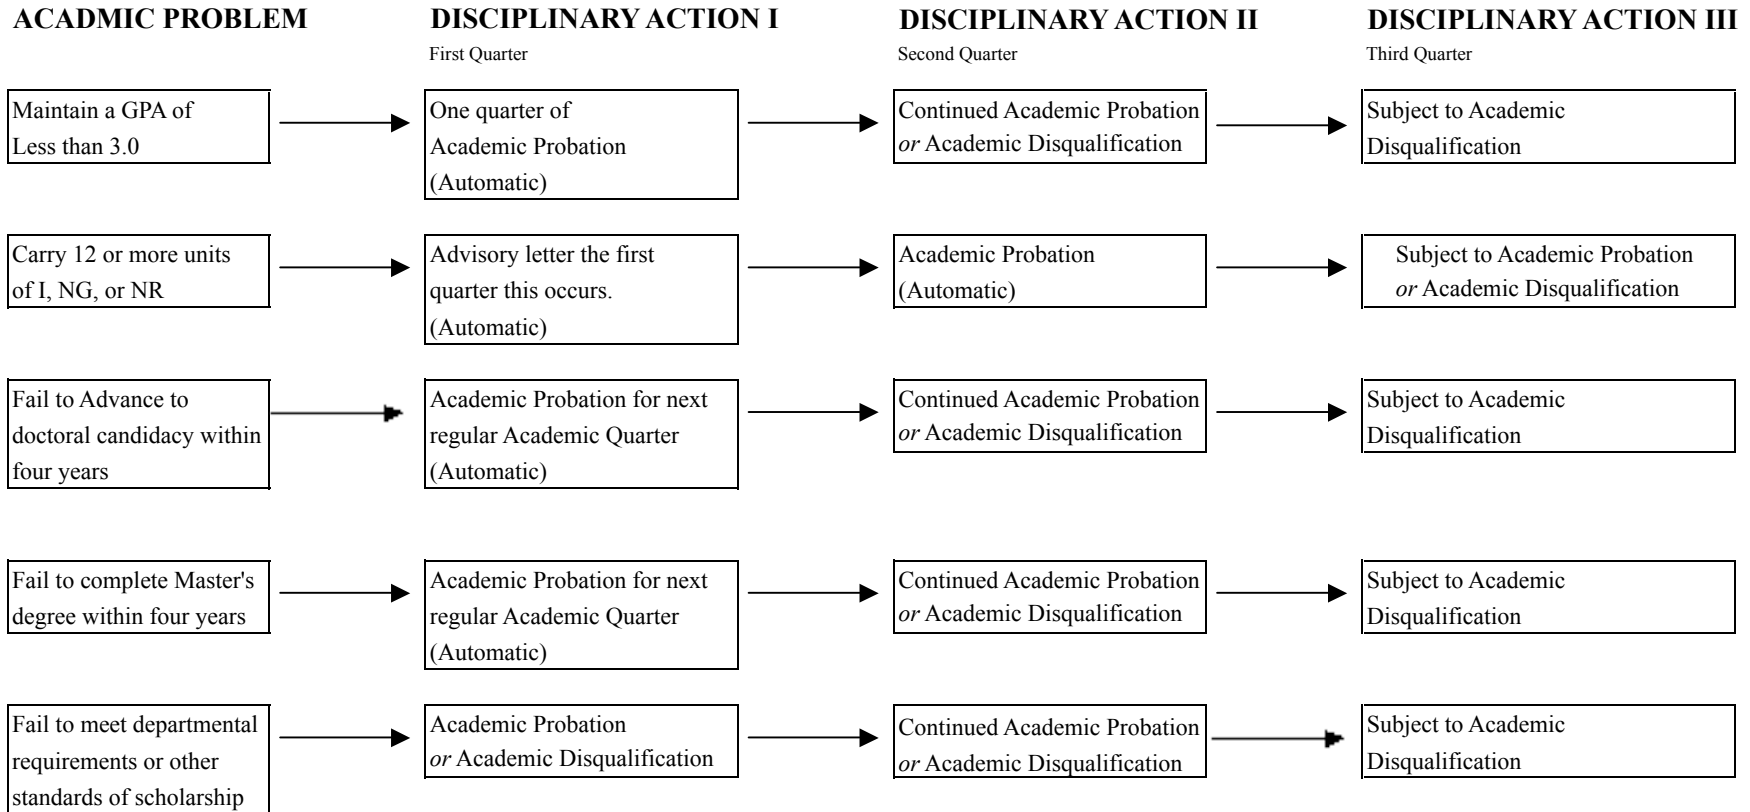 ACADMIC PROBLEM
DISCIPLINARY ACTION I
DISCIPLINARY ACTION II
DISCIPLINARY ACTION III
First Quarter
Second Quarter
Third Quarter
Maintain a GPA of
Less than 3.0
One quarter of
Academic Probation
(Automatic)
Continued Academic Probation
or Academic Disqualification
Subject to Academic
Disqualification
Carry 12 or more units
of I, NG, or NR
Advisory letter the first
quarter this occurs.
(Automatic)
Academic Probation
(Automatic)
Subject to Academic Probation
or Academic Disqualification
Fail to Advance to
doctoral candidacy within
four years
Academic Probation for next
regular Academic Quarter
(Automatic)
Continued Academic Probation
or Academic Disqualification
Subject to Academic
Disqualification
Fail to complete Master's
degree within four years
Academic Probation for next
regular Academic Quarter
(Automatic)
Continued Academic Probation
or Academic Disqualification
Subject to Academic
Disqualification
Fail to meet departmental
requirements or other
standards of scholarship
Academic Probation
or Academic Disqualification
Continued Academic Probation
or Academic Disqualification
Subject to Academic
Disqualification